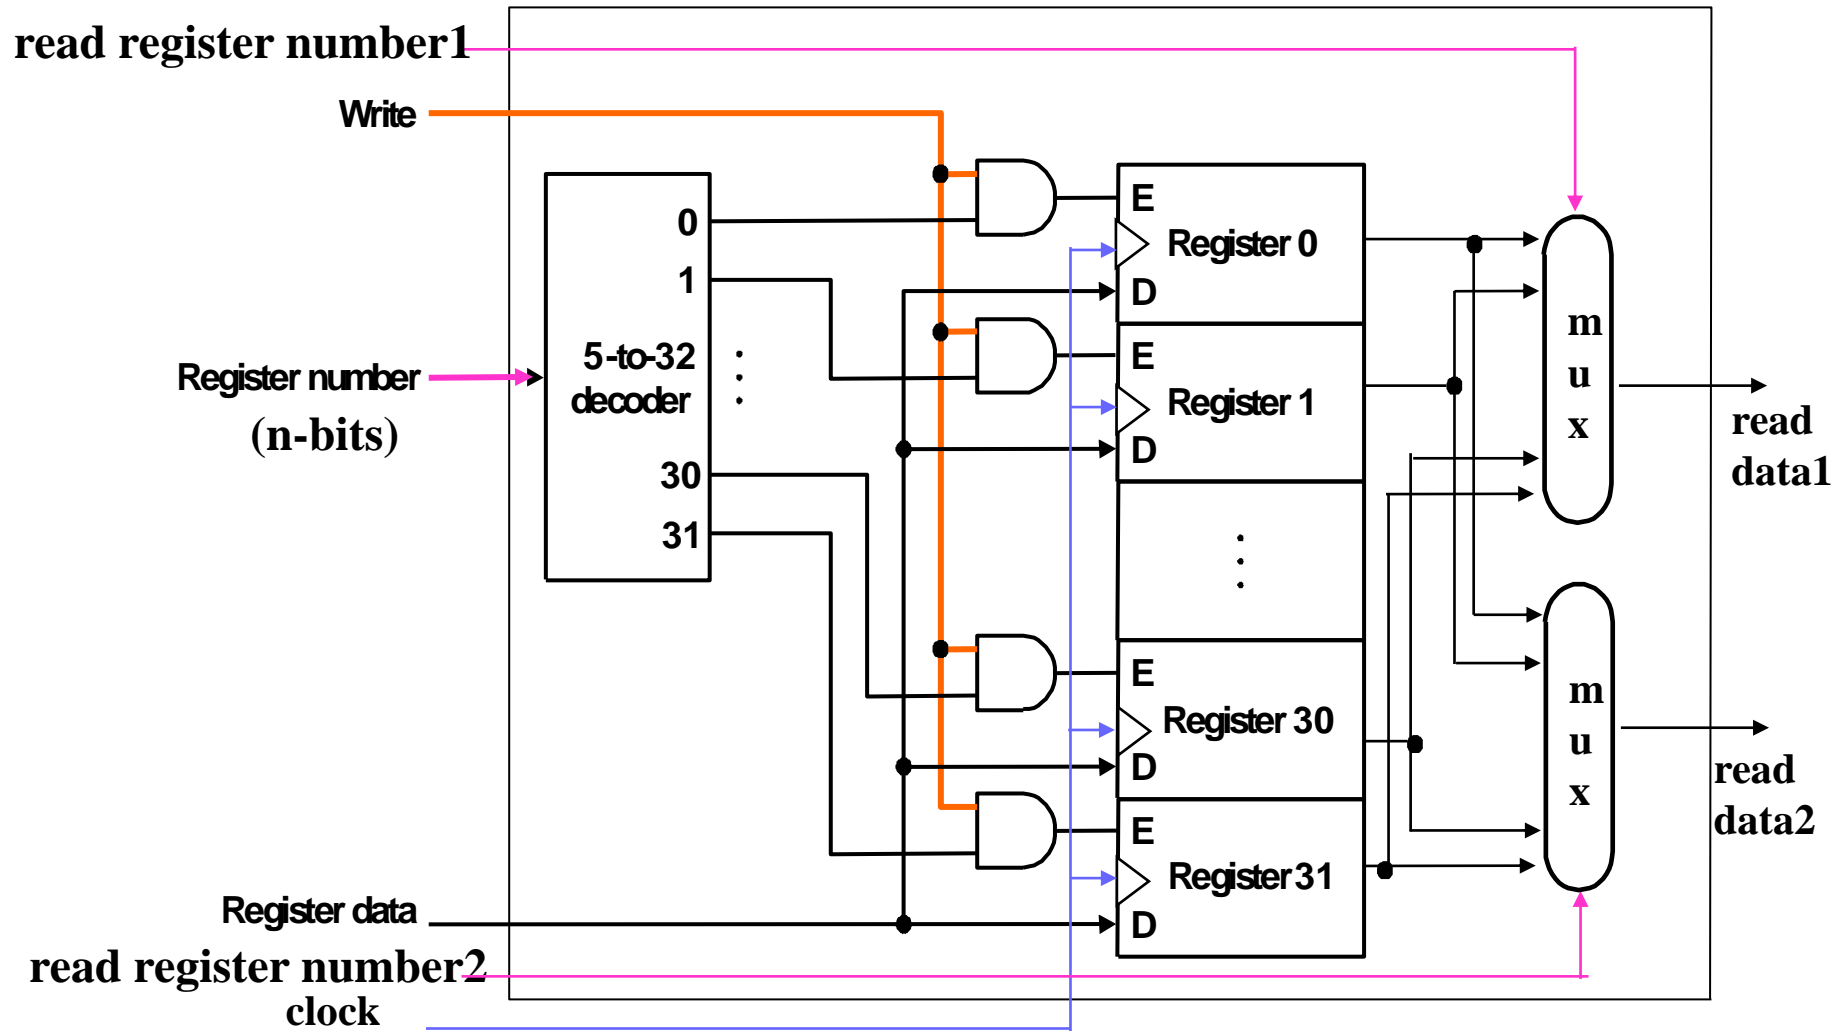 read register number1
Write
0
1
5-to-32
decoder
30
31
Register number
(n-bits)
Register data
read register number2
clock
E
Register 0
D
E
Register 1
D
E
Register 30
D
E
Register 31
D
m
u
x
read
data1
m
u
x
read
data2